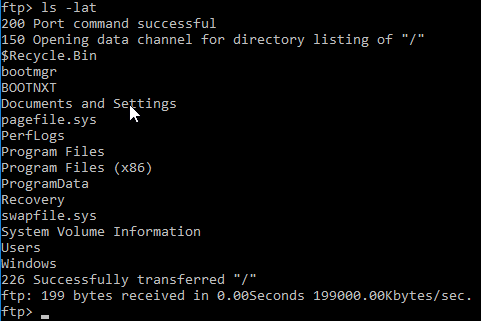 ftp> ls -lat
200 Port command successful
150 Opening data channel for directory listing of "/"
$Recycle.Bin
bootmgr
BOOTNXT
Documents and Settings
pagefile.sys
PerfLogs
Program Files
Program Files (x86)
ProgramData
Recovery
swapfile.sys
System Volume Information
Users
Windows
226 Successfully transferred "/"
ftp: 199 bytes received in 0.00Seconds 199000.00Kbytes/sec.
ftp>